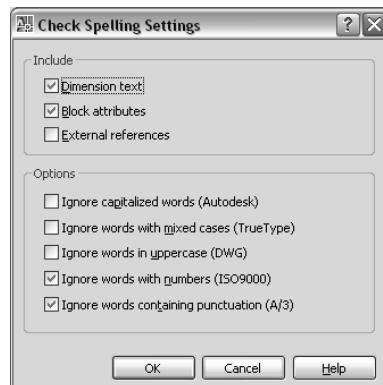 Check Spelling Settings
Include
Dimension text
Block attributes
External references
Options
Ignore capitalized words (Autodesk)
Ignore words with mixed cases (TrueType)
Ignore words in uppercase (DWG)
Ignore words with numbers (ISO9000)
Ignore words containing punctuation (A/3)
OK Cancel Help